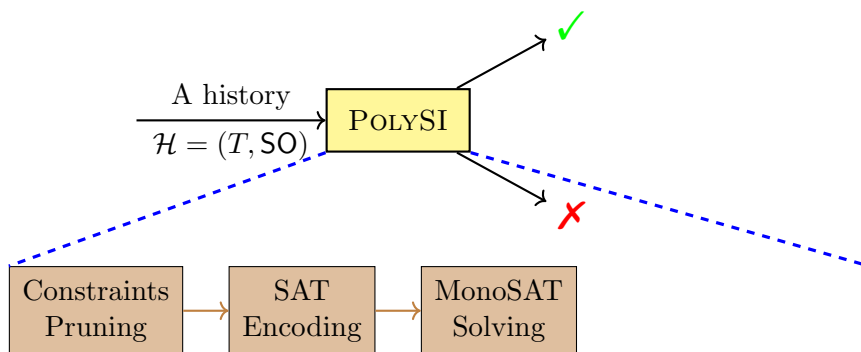 A history
ℋ = (T, SO)
POLYSI
✓
✗
Constraints
Pruning
SAT
Encoding
MonoSAT
Solving